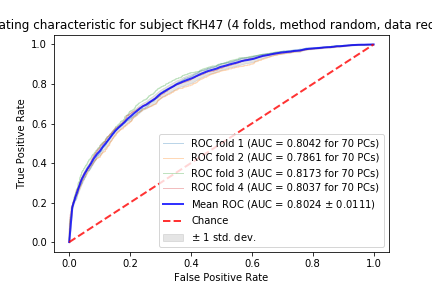 ating characteristic for subject fKH47 (4 folds, method random, data red
1.0
0.8
0.6
0.4
0.2
0.0
True Positive Rate
ROC fold 1 (AUC = 0.8042 for 70 PCs)
ROC fold 2 (AUC = 0.7861 for 70 PCs)
ROC fold 3 (AUC = 0.8173 for 70 PCs)
ROC fold 4 (AUC = 0.8037 for 70 PCs)
Mean ROC (AUC = 0.8024 ± 0.0111)
Chance
± 1 std. dev.
0.0 0.2 0.4 0.6 0.8 1.0
False Positive Rate